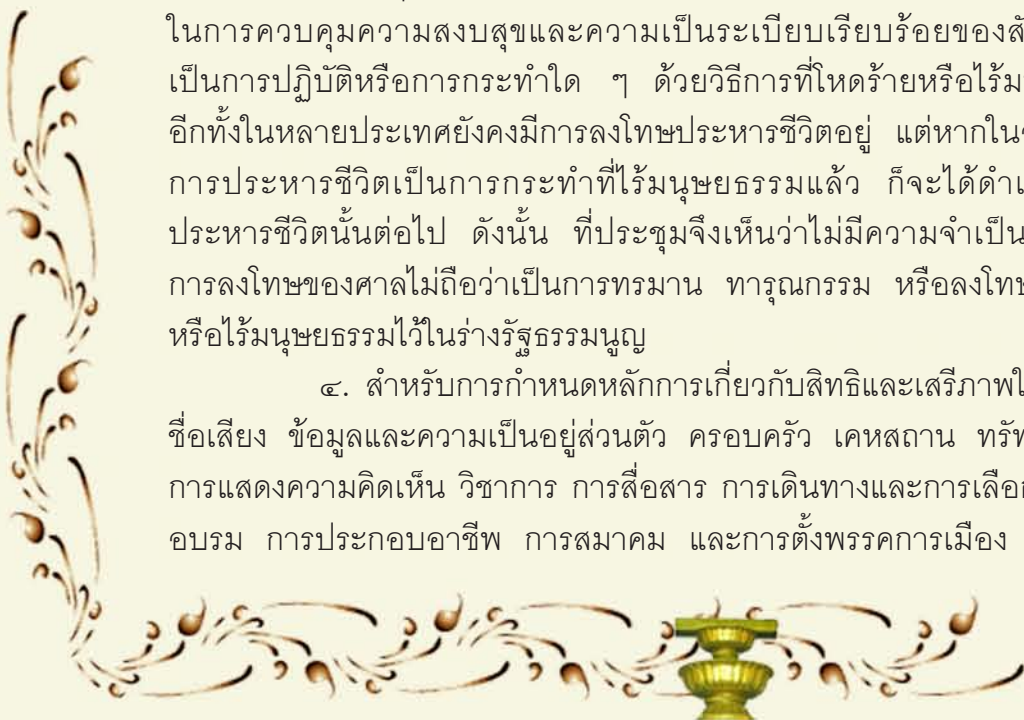 ในการควบคุมความสงบสุขและความเป็นระเบียบเรียบร้อยของสั
เป็นการปฏิบัติหรือการกระทำใด ๆ ด้วยวิธีการที่โหดร้ายหรือไร้ม
อีกทั้งในหลายประเทศยังคงมีการลงโทษประหารชีวิตอยู่ แต่หากใน
การประหารชีวิตเป็นการกระทำที่ไร้มนุษยธรรมแล้ว ก็จะได้ดำเ
ประหารชีวิตนั้นต่อไป ดังนั้น ที่ประชุมจึงเห็นว่าไม่มีความจำเป็น
การลงโทษของศาลไม่ถือว่าเป็นการทรมาน ทารุณกรรม หรือลงโทษ
หรือไร้มนุษยธรรมไว้ในร่างรัฐธรรมนูญ
๔. สำหรับการกำหนดหลักการเกี่ยวกับสิทธิและเสรีภาพใ
ชื่อเสียง ข้อมูลและความเป็นอยู่ส่วนตัว ครอบครัว เคหสถาน ทรัพ
การแสดงความคิดเห็น วิชาการ การสื่อสาร การเดินทางและการเลือก
อบรม การประกอบอาชีพ การสมาคม และการตั้งพรรคการเมือง